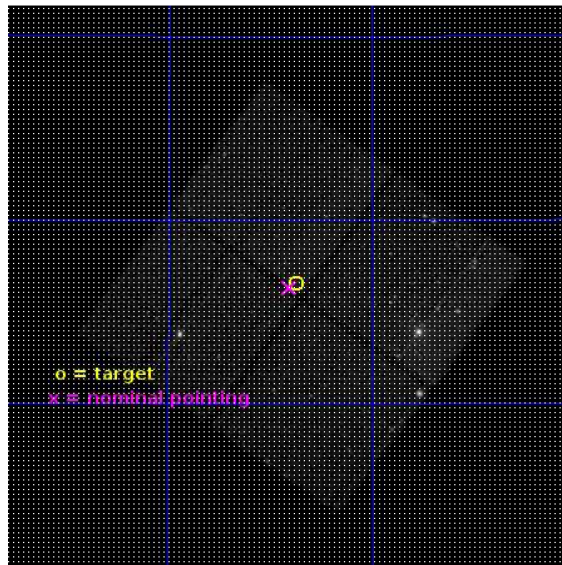 o = target
x = nominal pointing